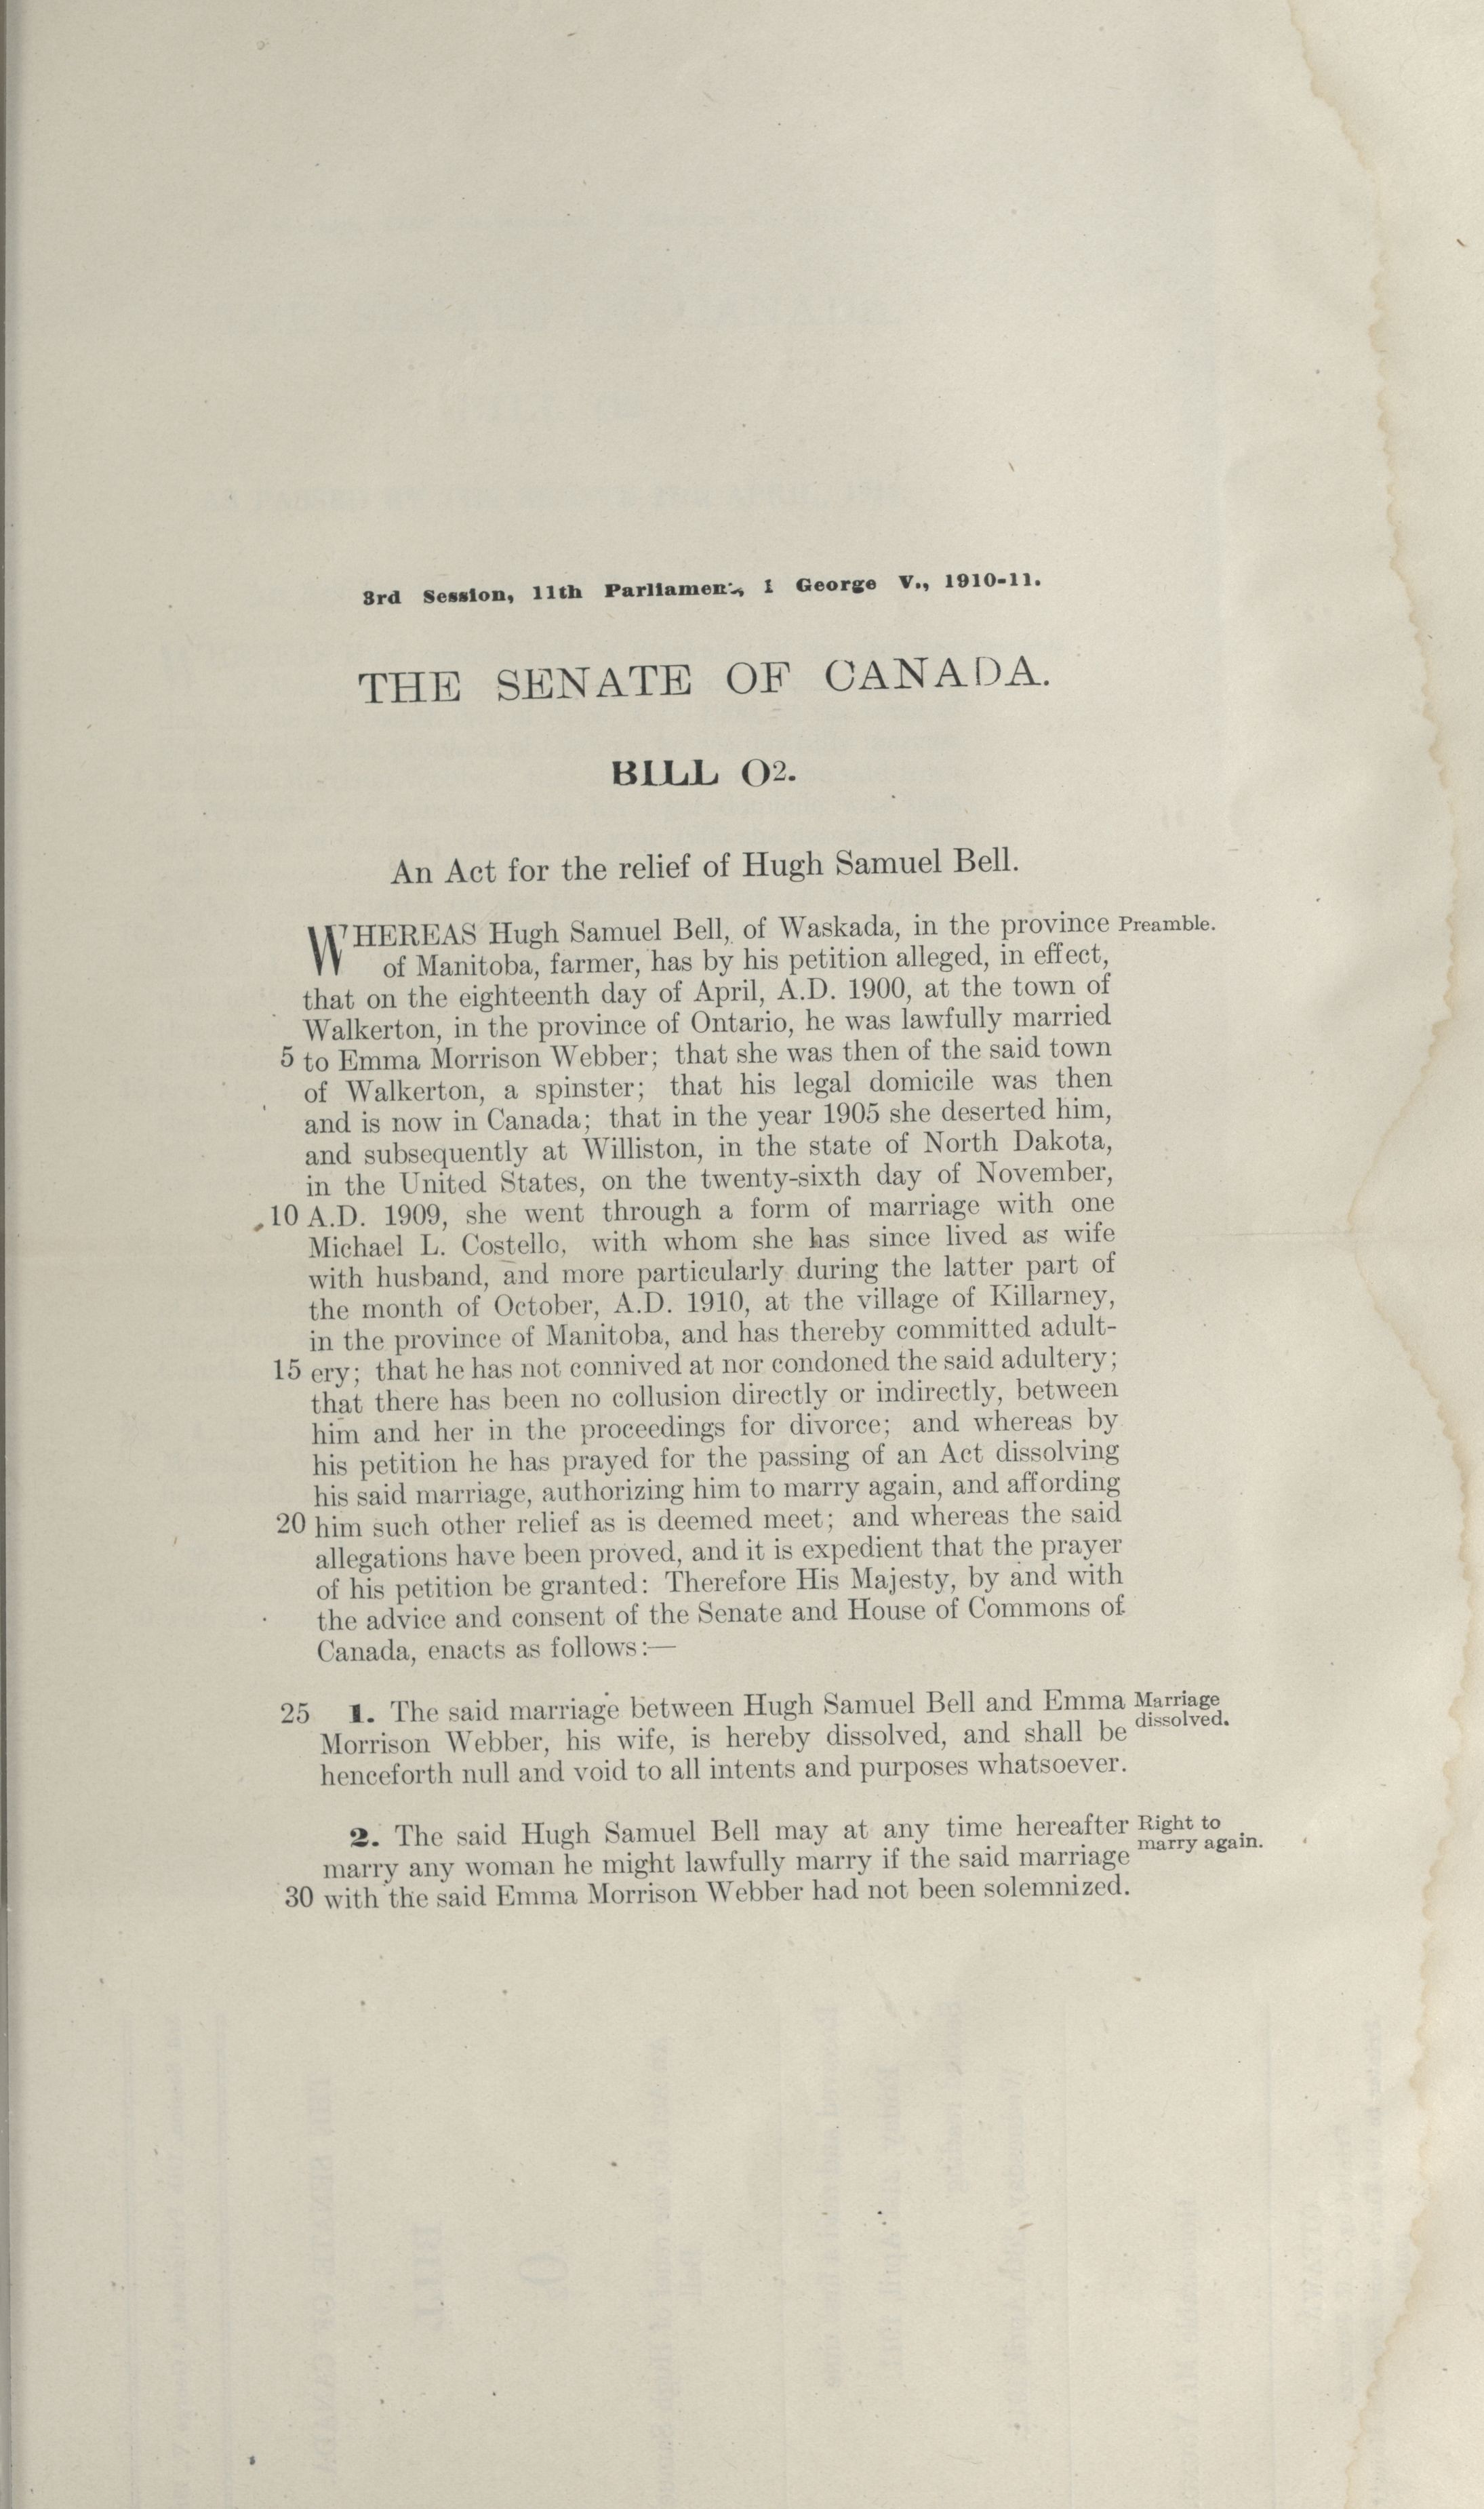 3rd Session, 11th Parliament, 1 George V., 1910-11.
THE SENATE OF CANADA.
BILL O2.
An Act for the relief of Hugh Samuel Bell.
WHEREAS Hugh Samuel Bell, of Waskada, in the province Preamble.
of Manitoba, farmer, has by his petition alleged, in effect,
that on the eighteenth day of April, A.D. 1900, at the town of
Walkerton, in the province of Ontario, he was lawfully married
5 to Emma Morrison Webber; that she was then of the said town
of Walkerton, a spinster; that his legal domicile was then
and is now in Canada; that in the year 1905 she deserted him,
and subsequently at Williston, in the state of North Dakota,
in the United States, on the twenty-sixth day of November,
10 A.D. 1909, she went through a form of marriage with one
Michael L. Costello, with whom she has since lived as wife
with husband, and more particularly during the latter part of
the month of October, A.D. 1910, at the village of Killarney,
in the province of Manitoba, and has thereby committed adult-
15 ery; that he has not connived at nor condoned the said adultery;
that there has been no collusion directly or indirectly, between
him and her in the proceedings for divorce; and whereas by
his petition he has prayed for the passing of an Act dissolving
his said marriage, authorizing him to marry again, and affording
20 him such other relief as is deemed meet; and whereas the said
allegations have been proved, and it is expedient that the prayer
of his petition be granted: Therefore His Majesty, by and with
the advice and consent of the Senate and House of Commons of
Canada, enacts as follows:—
25 1. The said marriage between Hugh Samuel Bell and Emma Marriage
Morrison Webber, his wife, is hereby dissolved, and shall be dissolved.
henceforth null and void to all intents and purposes whatsoever.
2. The said Hugh Samuel Bell may at any time hereafter Right to
marry any woman he might lawfully marry if the said marriage marry again.
30 with the said Emma Morrison Webber had not been solemnized.